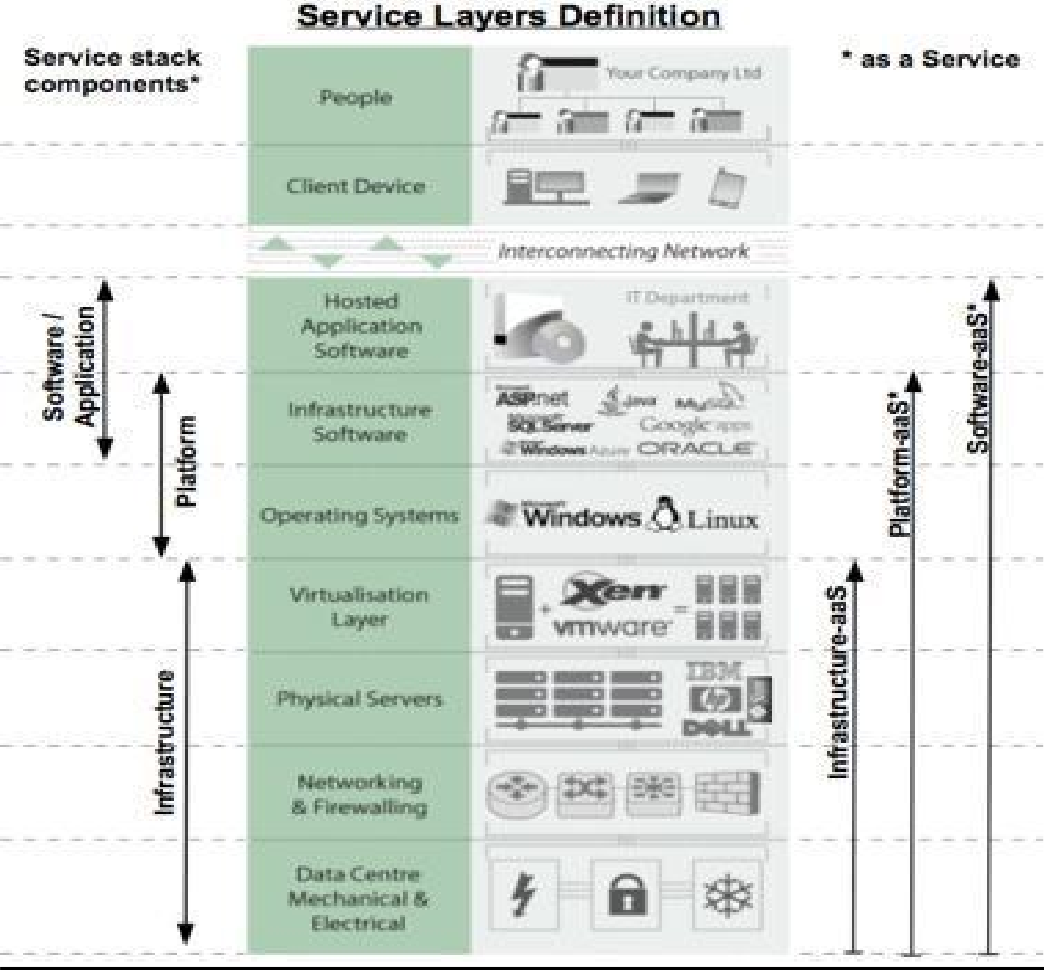 Service Layers Definition
Service stack
components*
* as a Service
People
Your Company Ltd
Client Device
Interconnecting Network
Hosted
Application
Software
IT Department
Software /
Application
Software-aaS*
Infrastructure
Software
ASP.net
Java
MySQL
Microsoft
SQL Server
Google apps
Windows Azure
ORACLE
Platform
Platform-aaS*
Operating Systems
Microsoft
Windows
Linux
Virtualisation
Layer
+
Xen
vmware
=
Infrastructure
Infrastructure-aaS
Physical Servers
IBM
hp
DELL
Networking
& Firewalling
Data Centre
Mechanical &
Electrical